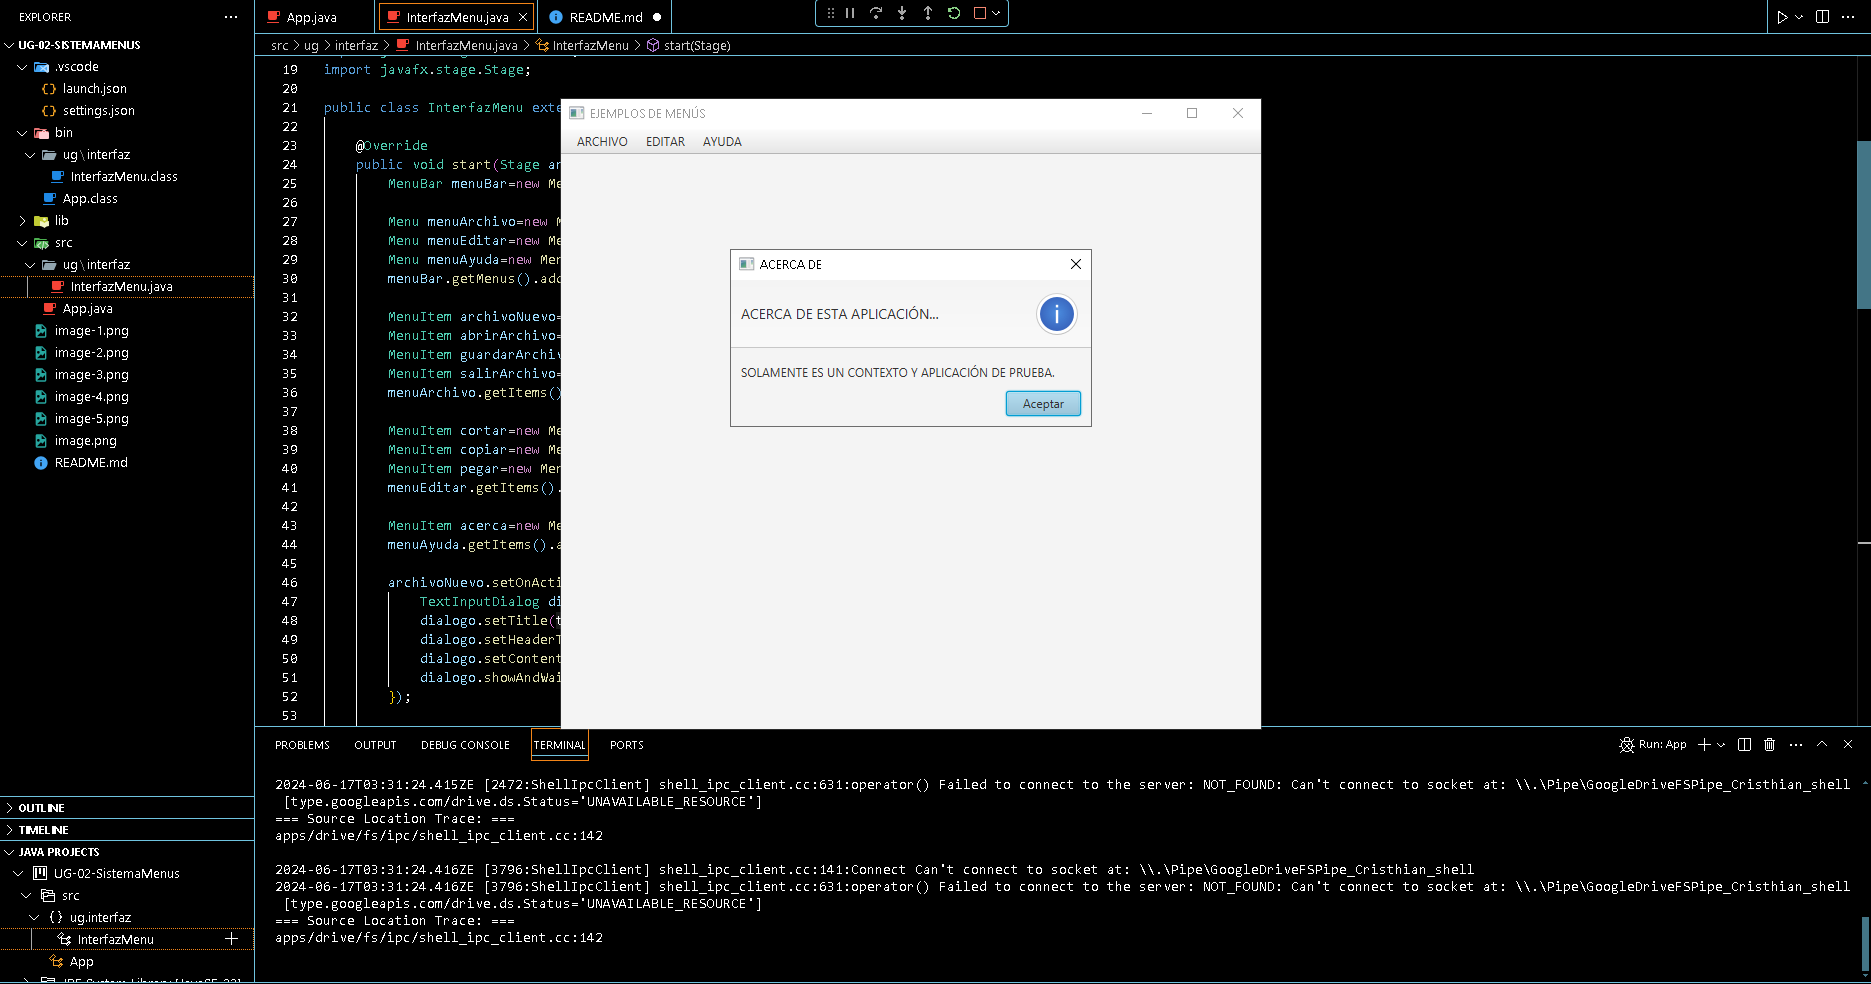 EXPLORER
UG-02-SISTEMAMENUS
.vscode
launch.json
settings.json
bin
ug\interfaz
InterfazMenu.class
App.class
lib
src
ug\interfaz
InterfazMenu.java
App.java
image-1.png
image-2.png
image-3.png
image-4.png
image-5.png
image.png
README.md
OUTLINE
TIMELINE
JAVA PROJECTS
UG-02-SistemaMenus
src
ug.interfaz
InterfazMenu
App
App.java InterfazMenu.java README.md
src > ug > interfaz > InterfazMenu.java > InterfazMenu > start(Stage)
19 import javafx.stage.Stage;
20
21 public class InterfazMenu exte
22
23 @Override
24 public void start(Stage ar
25 MenuBar menuBar=new Me
26
27 Menu menuArchivo=new M
28 Menu menuEditar=new Me
29 Menu menuAyuda=new Men
30 menuBar.getMenus().add
31
32 MenuItem archivoNuevo=
33 MenuItem abrirArchivo=
34 MenuItem guardarArchiv
35 MenuItem salirArchivo=
36 menuArchivo.getItems()
37
38 MenuItem cortar=new Me
39 MenuItem copiar=new Me
40 MenuItem pegar=new Men
41 menuEditar.getItems().
42
43 MenuItem acerca=new Me
44 menuAyuda.getItems().a
45
46 archivoNuevo.setOnActi
47 TextInputDialog di
48 dialogo.setTitle(t
49 dialogo.setHeaderT
50 dialogo.setContent
51 dialogo.showAndWai
52 });
53
EJEMPLOS DE MENÚS
ARCHIVO EDITAR AYUDA
ACERCA DE
ACERCA DE ESTA APLICACIÓN...
SOLAMENTE ES UN CONTEXTO Y APLICACIÓN DE PRUEBA.
Aceptar
PROBLEMS OUTPUT DEBUG CONSOLE TERMINAL PORTS
Run: App
2024-06-17T03:31:24.415ZE [2472:ShellIpcClient] shell_ipc_client.cc:631:operator() Failed to connect to the server: NOT_FOUND: Can't connect to socket at: \\.\Pipe\GoogleDriveFSPipe_Cristhian_shell
[type.googleapis.com/drive.ds.Status='UNAVAILABLE_RESOURCE']
=== Source Location Trace: ===
apps/drive/fs/ipc/shell_ipc_client.cc:142
2024-06-17T03:31:24.416ZE [3796:ShellIpcClient] shell_ipc_client.cc:141:Connect Can't connect to socket at: \\.\Pipe\GoogleDriveFSPipe_Cristhian_shell
2024-06-17T03:31:24.416ZE [3796:ShellIpcClient] shell_ipc_client.cc:631:operator() Failed to connect to the server: NOT_FOUND: Can't connect to socket at: \\.\Pipe\GoogleDriveFSPipe_Cristhian_shell
[type.googleapis.com/drive.ds.Status='UNAVAILABLE_RESOURCE']
=== Source Location Trace: ===
apps/drive/fs/ipc/shell_ipc_client.cc:142